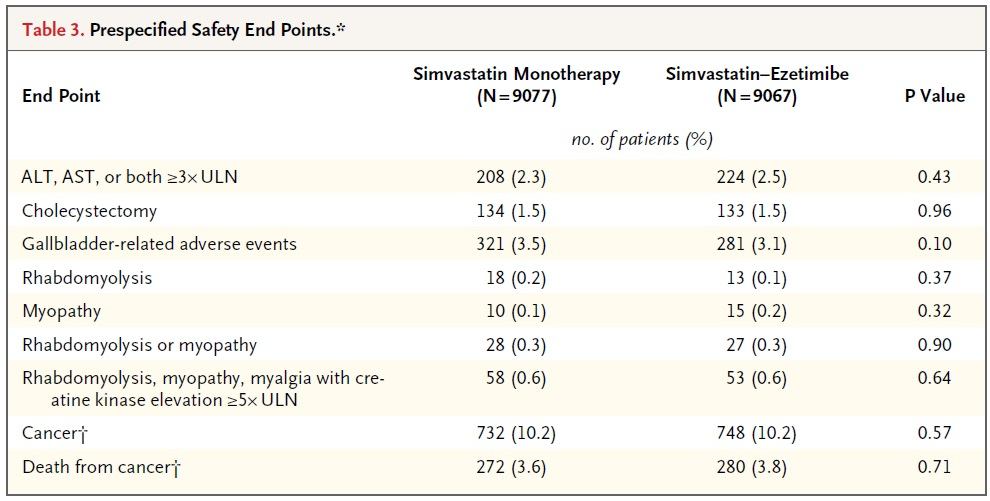 Table 3. Prespecified Safety End Points.*
End Point Simvastatin Monotherapy (N=9077) Simvastatin–Ezetimibe (N=9067) P Value
no. of patients (%)
ALT, AST, or both ≥3×ULN 208 (2.3) 224 (2.5) 0.43
Cholecystectomy 134 (1.5) 133 (1.5) 0.96
Gallbladder-related adverse events 321 (3.5) 281 (3.1) 0.10
Rhabdomyolysis 18 (0.2) 13 (0.1) 0.37
Myopathy 10 (0.1) 15 (0.2) 0.32
Rhabdomyolysis or myopathy 28 (0.3) 27 (0.3) 0.90
Rhabdomyolysis, myopathy, myalgia with cre- 58 (0.6) 53 (0.6) 0.64
atine kinase elevation ≥5×ULN
Cancer† 732 (10.2) 748 (10.2) 0.57
Death from cancer† 272 (3.6) 280 (3.8) 0.71